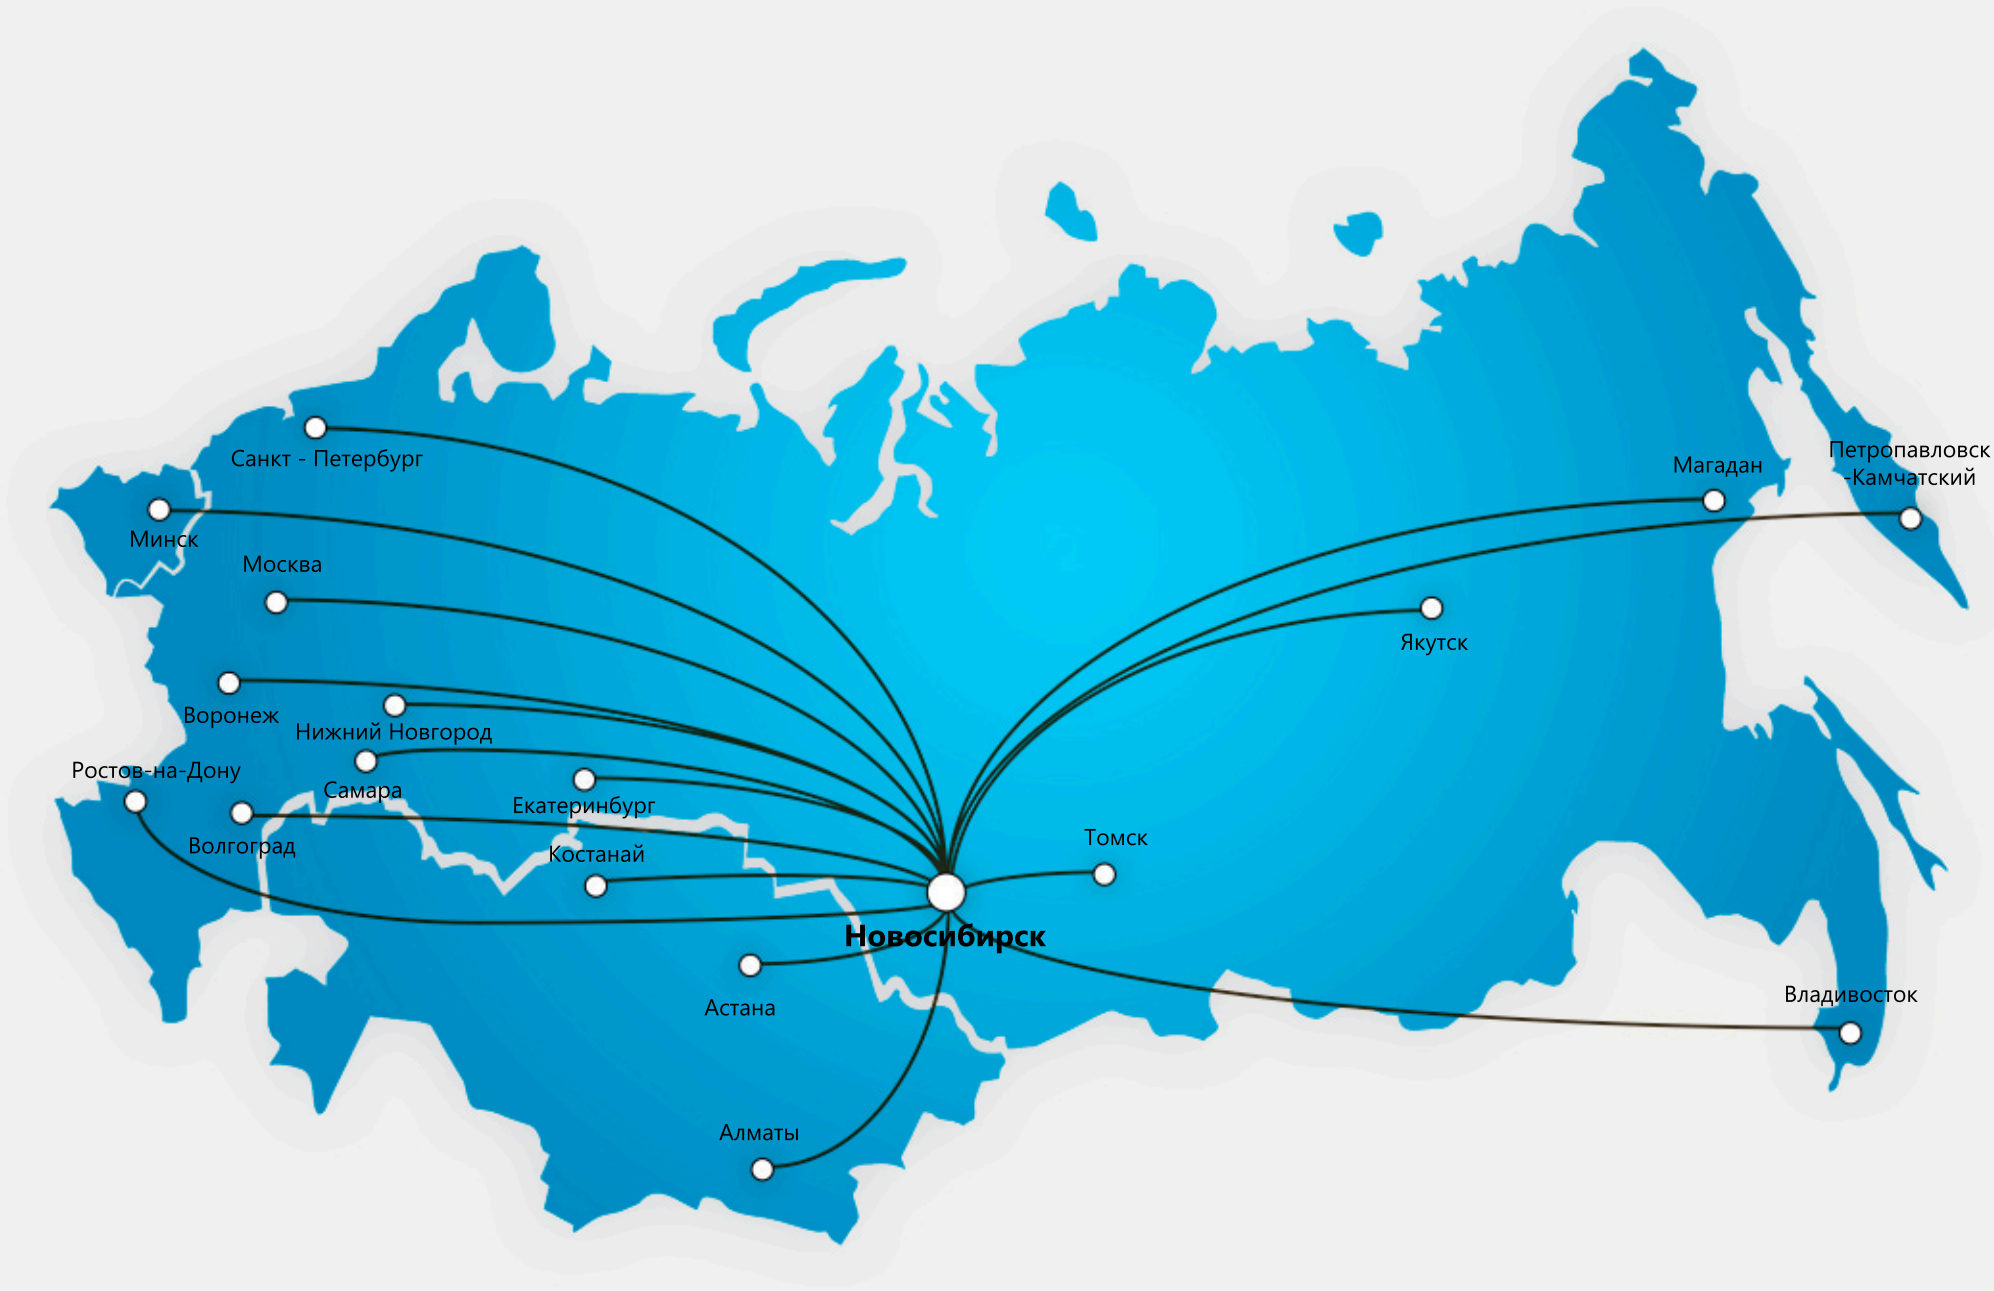 Петропавловск
-Камчатский
Санкт - Петербург
Магадан
Минск
Москва
Якутск
Воронеж
Нижний Новгород
Ростов-на-Дону
Самара
Екатеринбург
Волгоград
Костанай
Томск
Новосибирск
Астана
Владивосток
Алматы